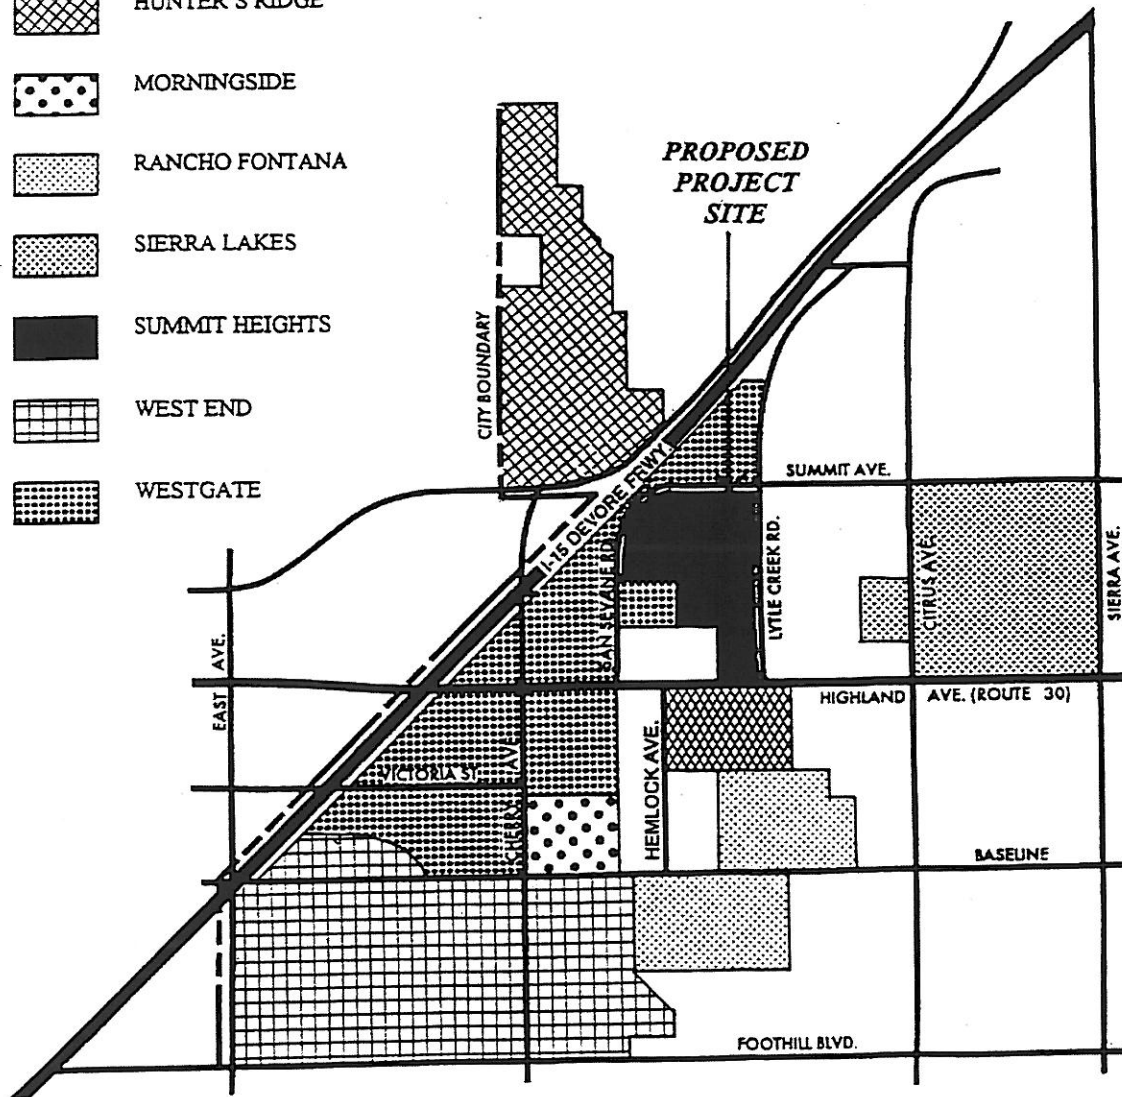 HUNTER'S RIDGE
MORNINGSIDE
RANCHO FONTANA
SIERRA LAKES
SUMMIT HEIGHTS
WEST END
WESTGATE
PROPOSED
PROJECT
SITE
CITY BOUNDARY
I-15 DEVORE FRWY
SUMMIT AVE.
SAN SEVAINE RD.
LYTLE CREEK RD.
CITRUS AVE.
SIERRA AVE.
EAST AVE.
HIGHLAND AVE. (ROUTE 30)
VICTORIA ST.
CHERRY AVE.
HEMLOCK AVE.
BASELINE
FOOTHILL BLVD.